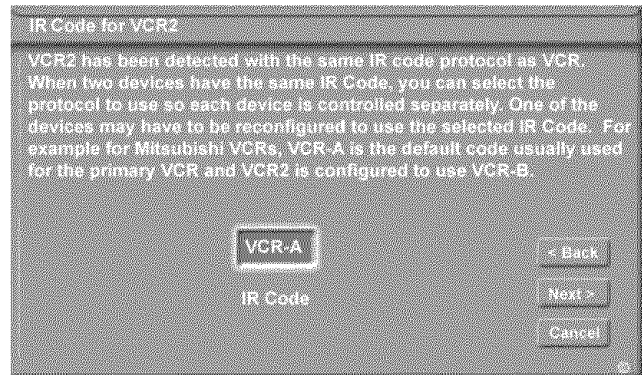 IR Code for VCR2
VCR2 has been detected with the same IR code protocol as VCR.
When two devices have the same IR Code, you can select the
protocol to use so each device is controlled separately. One of the
devices may have to be reconfigured to use the selected IR Code. For
example for Mitsubishi VCRs, VCR-A is the default code usually used
for the primary VCR and VCR2 is configured to use VCR-B.
VCR-A
IR Code
< Back
Next >
Cancel
©